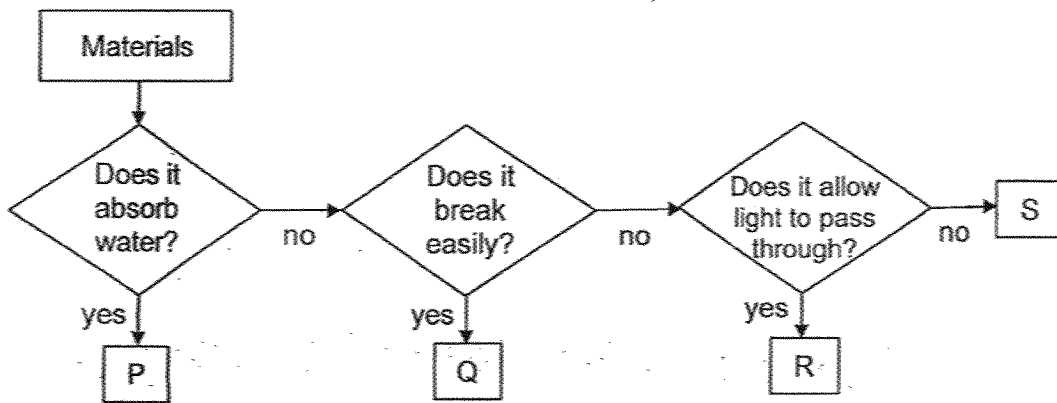 Materials
Does it
absorb
water?
no
yes
P
Does it
break
easily?
no
yes
Q
Does it allow
light to pass
through?
no
S
yes
R